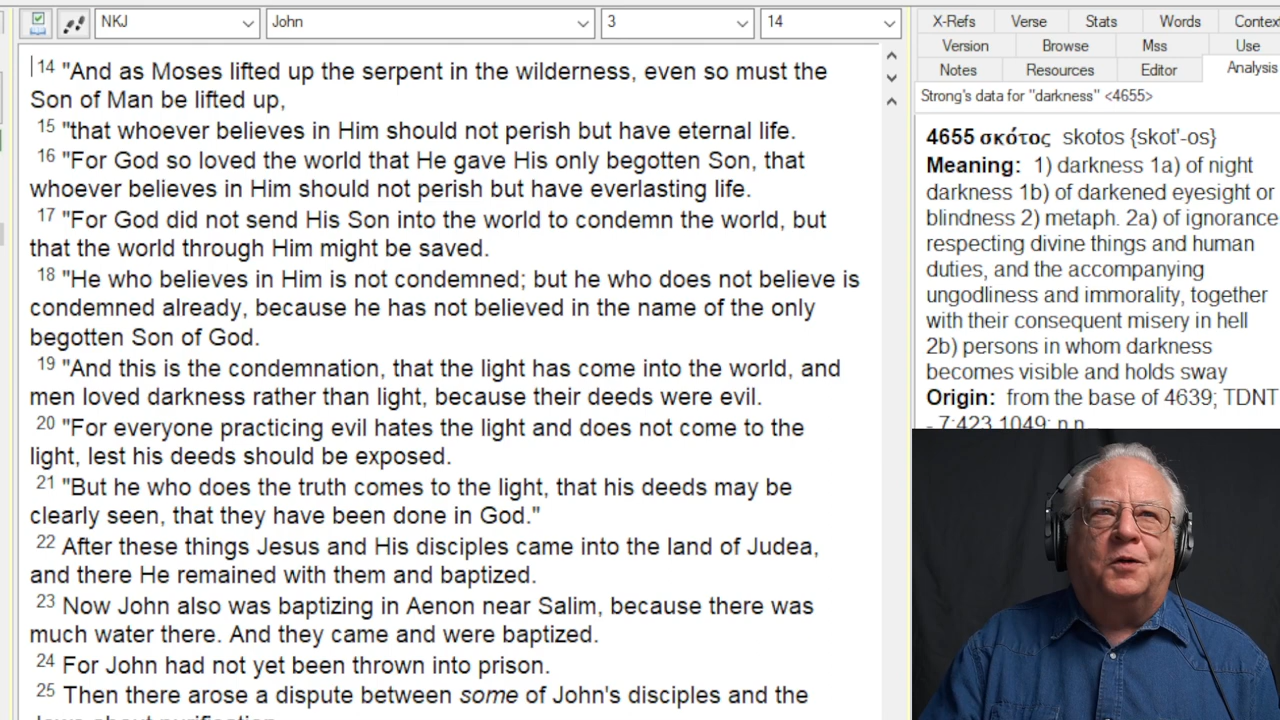 NKJ John 3 14
14 "And as Moses lifted up the serpent in the wilderness, even so must the
Son of Man be lifted up,
15 "that whoever believes in Him should not perish but have eternal life.
16 "For God so loved the world that He gave His only begotten Son, that
whoever believes in Him should not perish but have everlasting life.
17 "For God did not send His Son into the world to condemn the world, but
that the world through Him might be saved.
18 "He who believes in Him is not condemned; but he who does not believe is
condemned already, because he has not believed in the name of the only
begotten Son of God.
19 "And this is the condemnation, that the light has come into the world, and
men loved darkness rather than light, because their deeds were evil.
20 "For everyone practicing evil hates the light and does not come to the
light, lest his deeds should be exposed.
21 "But he who does the truth comes to the light, that his deeds may be
clearly seen, that they have been done in God."
22 After these things Jesus and His disciples came into the land of Judea,
and there He remained with them and baptized.
23 Now John also was baptizing in Aenon near Salim, because there was
much water there. And they came and were baptized.
24 For John had not yet been thrown into prison.
25 Then there arose a dispute between some of John's disciples and the
X-Refs Verse Stats Words
Version Browse Mss Use
Notes Resources Editor Analysis
Strong's data for "darkness" <4655>
4655 σκότος skotos {skot'-os}
Meaning: 1) darkness 1a) of night
darkness 1b) of darkened eyesight or
blindness 2) metaph. 2a) of ignorance
respecting divine things and human
duties, and the accompanying
ungodliness and immorality, together
with their consequent misery in hell
2b) persons in whom darkness
becomes visible and holds sway
Origin: from the base of 4639; TDNT
- 7:423,1049; n n